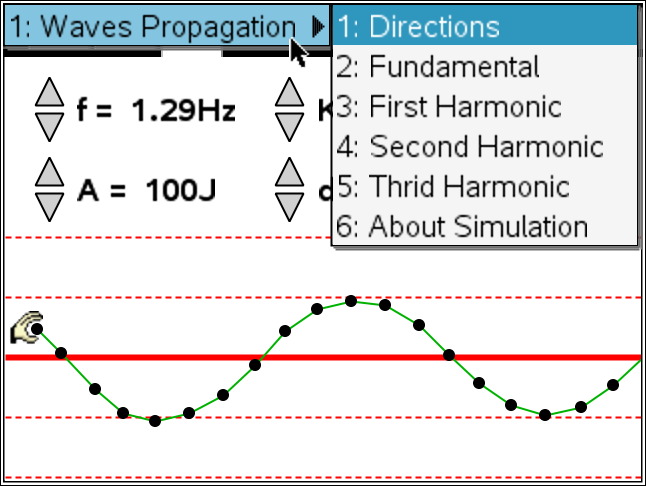 1: Waves Propagation
1: Directions
2: Fundamental
3: First Harmonic
4: Second Harmonic
5: Thrid Harmonic
6: About Simulation
f = 1.29Hz
A = 100J